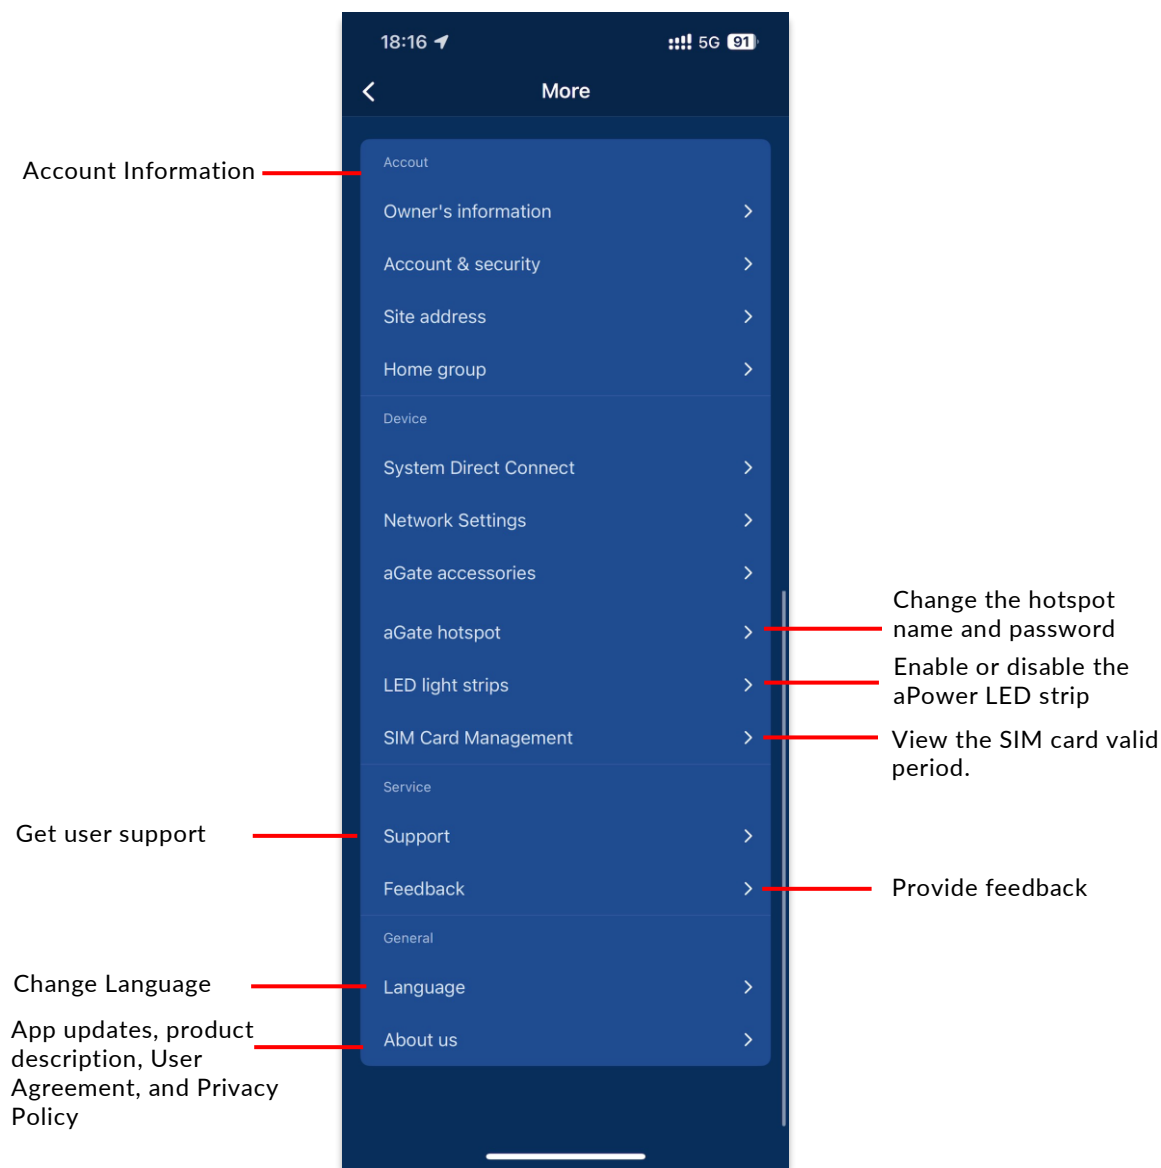 18:16
5G 91
More
Account Information
Accout
Owner's information
Account & security
Site address
Home group
Device
System Direct Connect
Network Settings
aGate accessories
aGate hotspot
Change the hotspot
name and password
LED light strips
Enable or disable the
aPower LED strip
SIM Card Management
View the SIM card valid
period.
Service
Get user support
Support
Feedback
Provide feedback
General
Change Language
Language
App updates, product
description, User
Agreement, and Privacy
Policy
About us